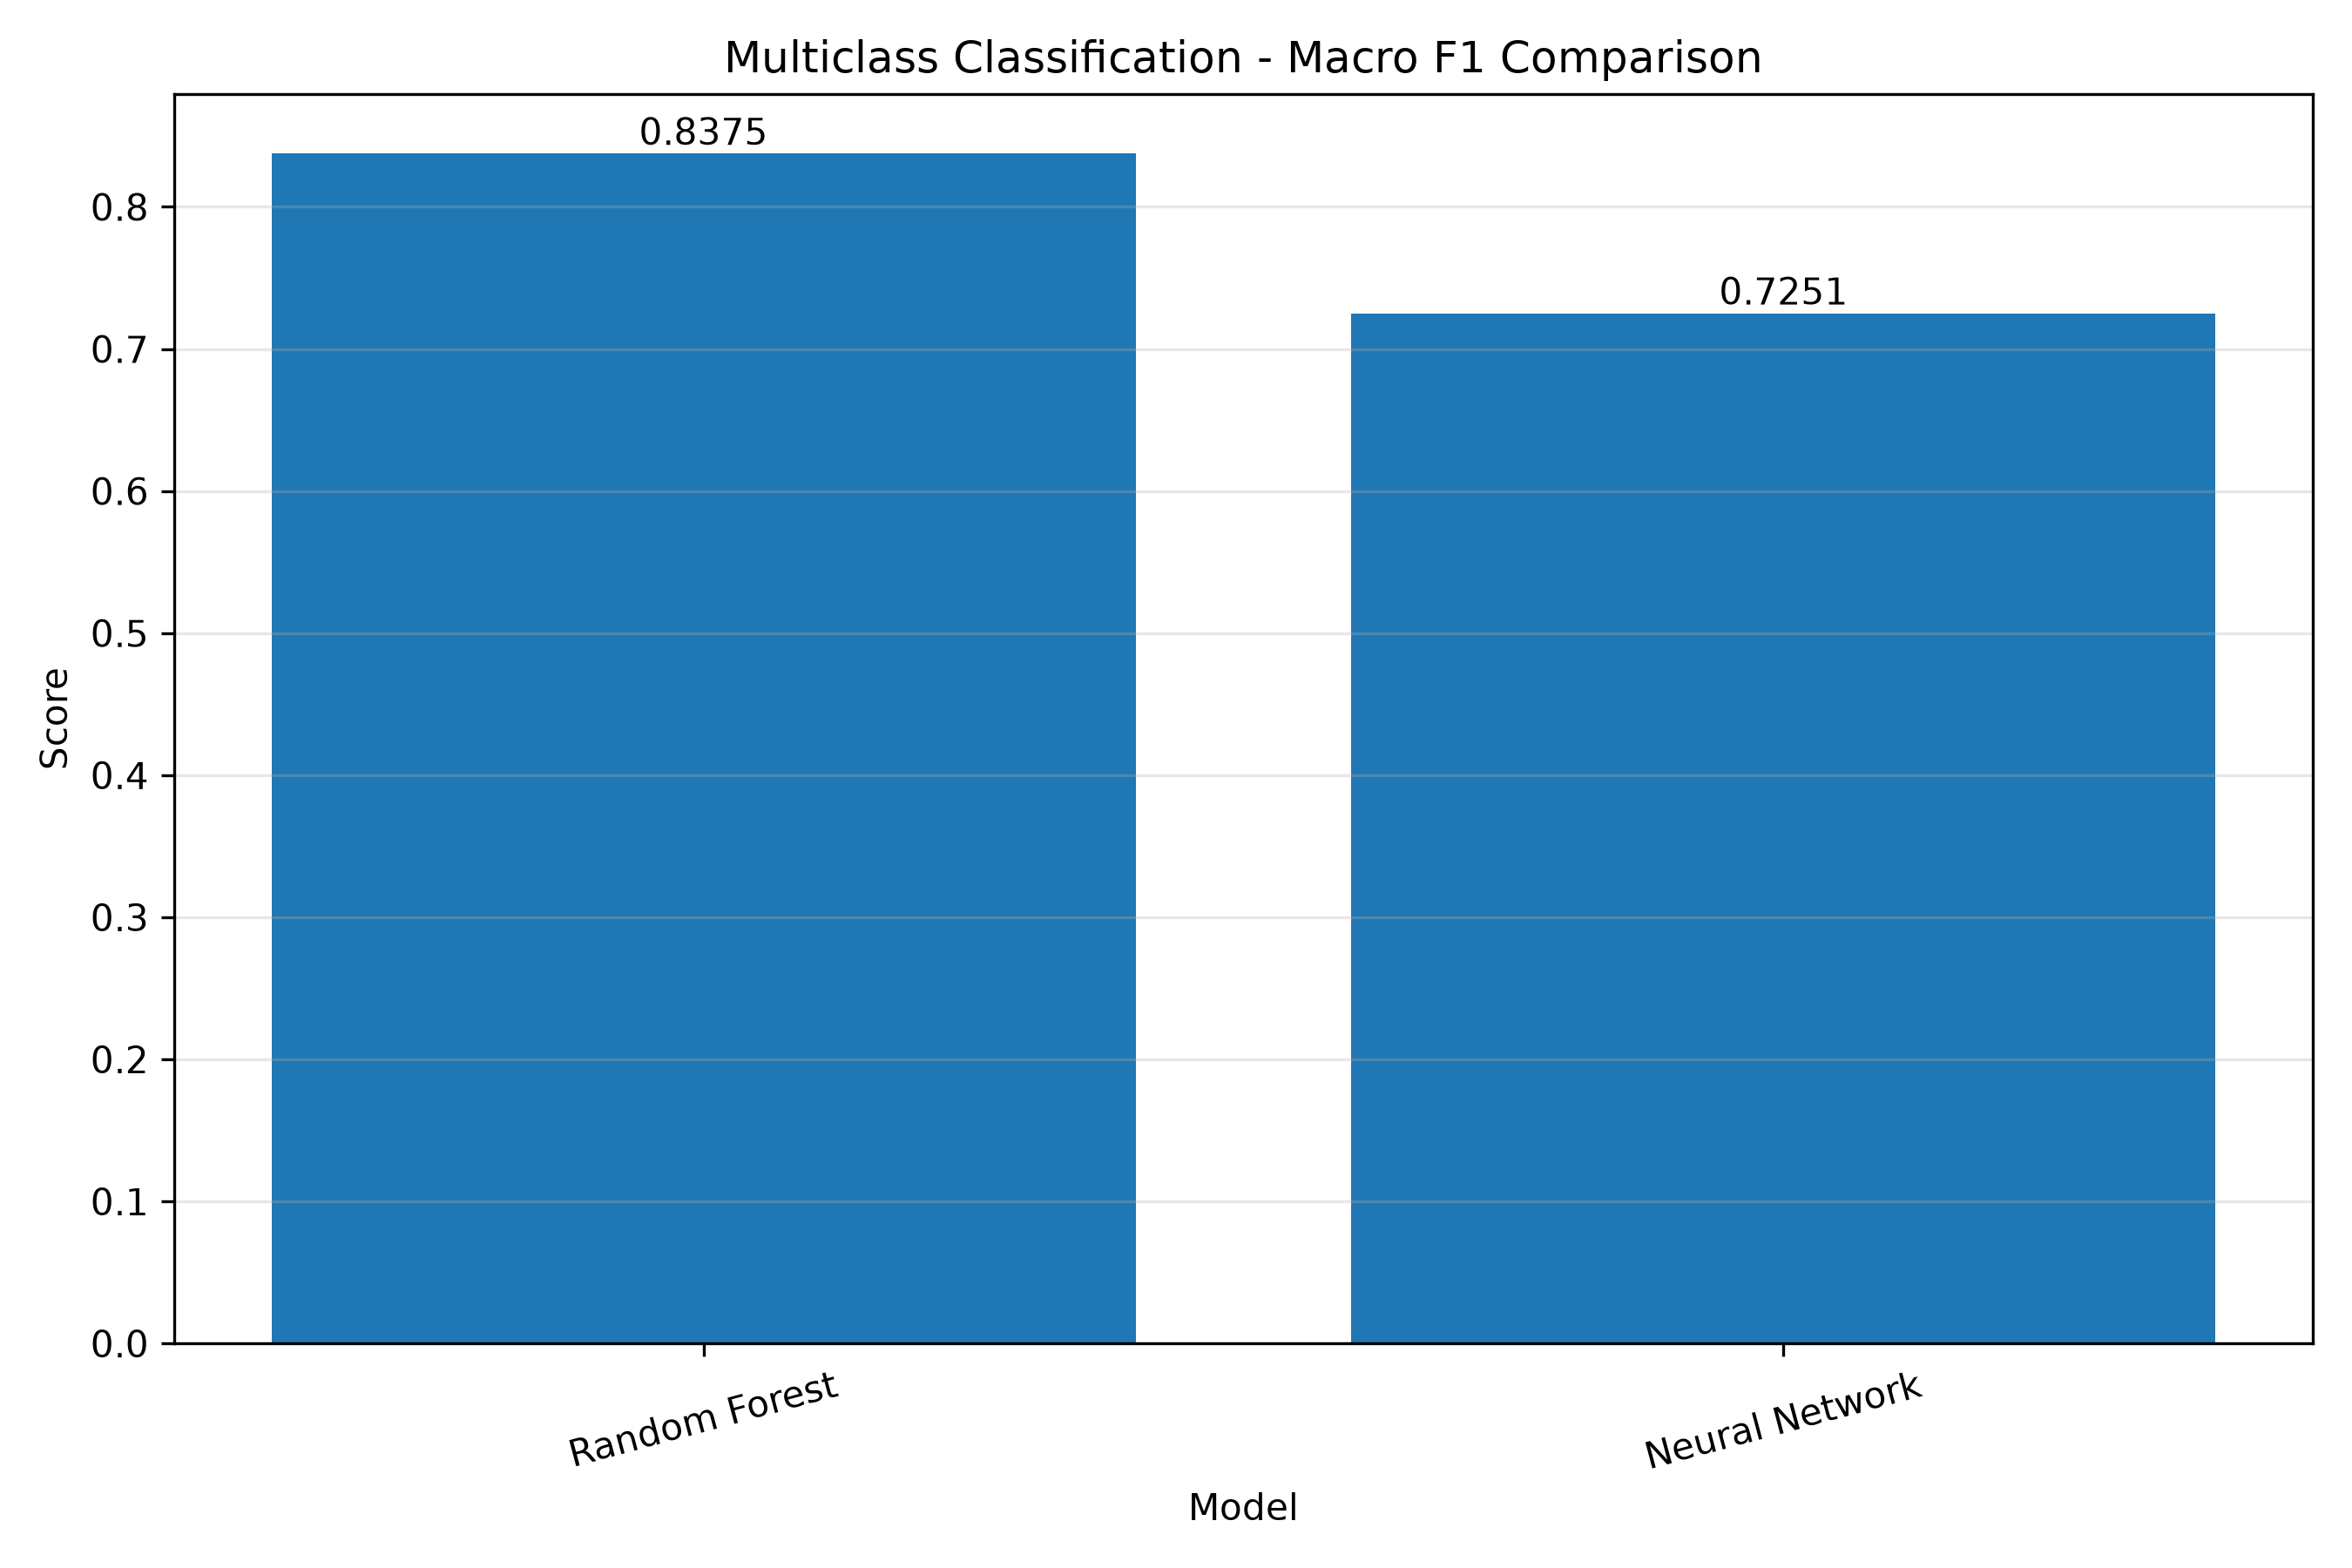 Multiclass Classification - Macro F1 Comparison
0.8375
0.7251
0.8
0.7
0.6
0.5
0.4
0.3
0.2
0.1
0.0
Score
Random Forest
Neural Network
Model